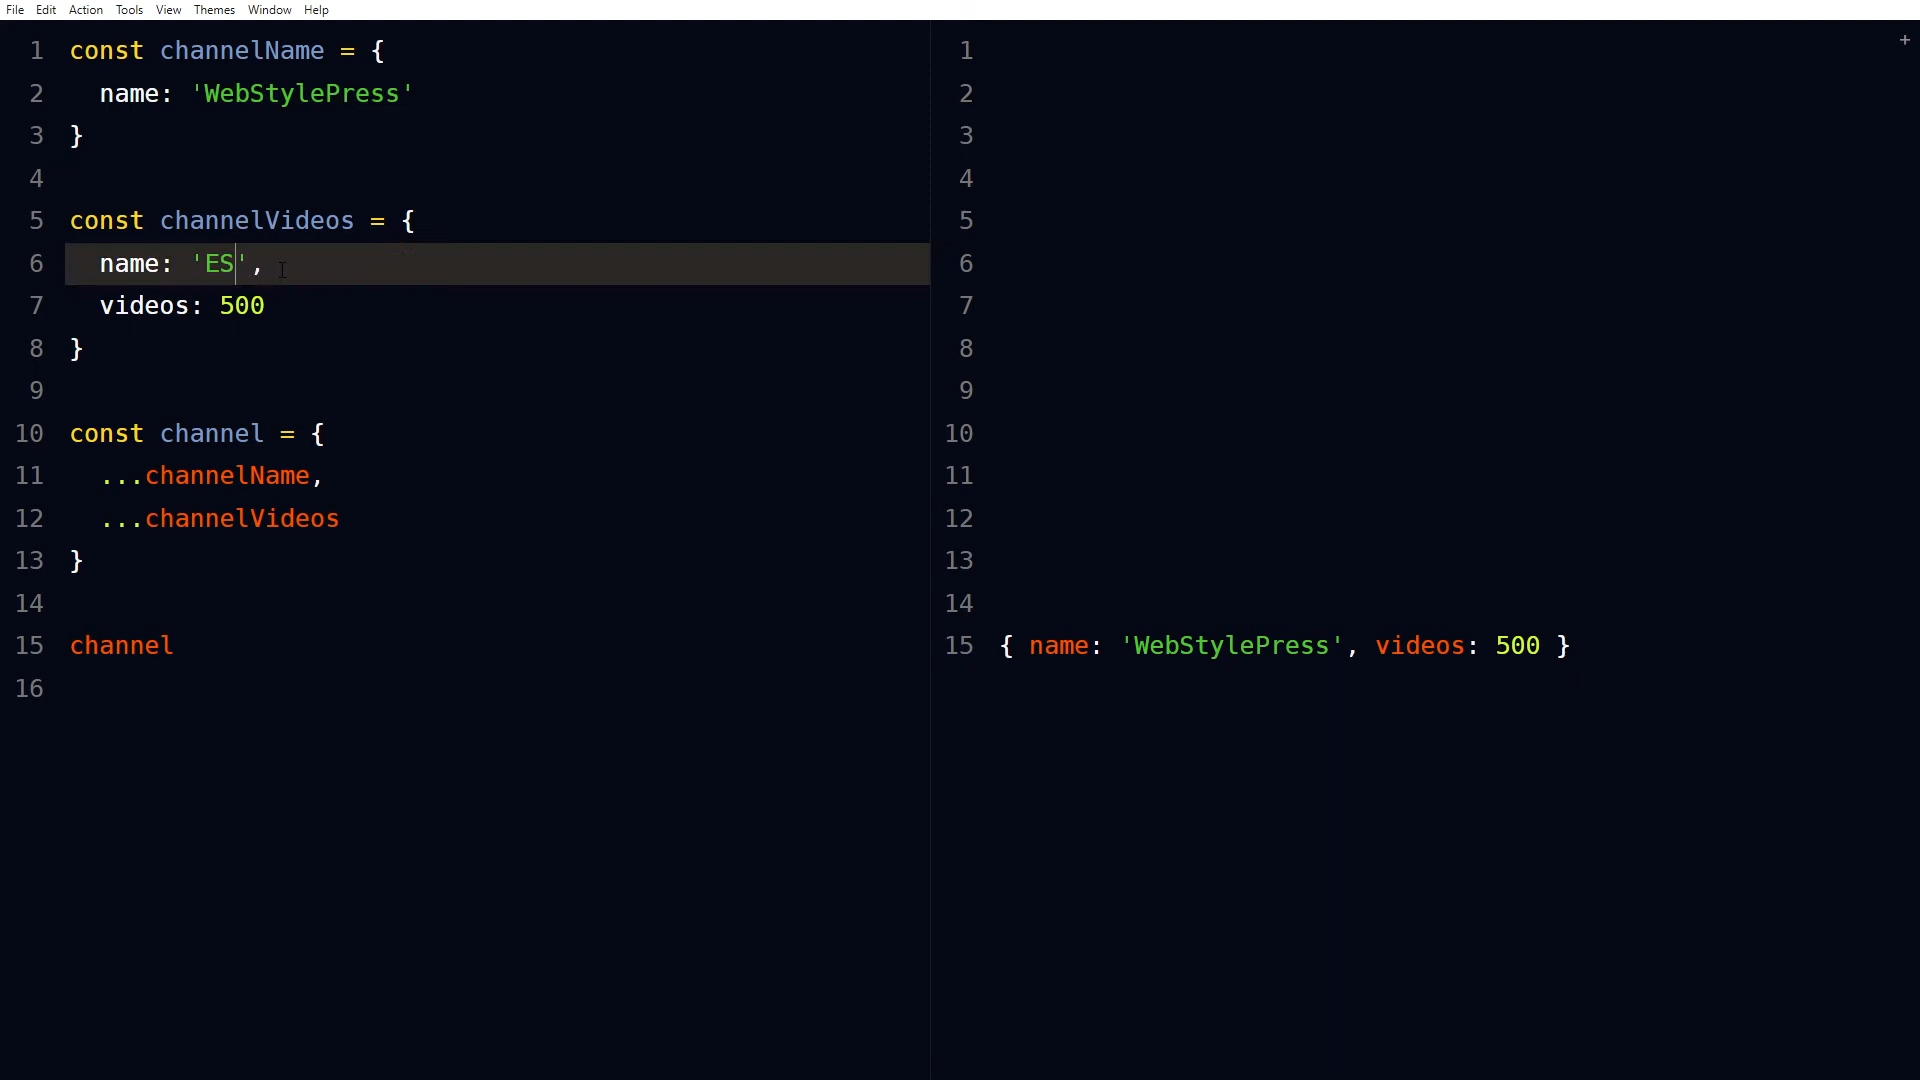 File Edit Action Tools View Themes Window Help
1 const channelName = {
2   name: 'WebStylePress'
3 }
4
5 const channelVideos = {
6   name: 'ES',
7   videos: 500
8 }
9
10 const channel = {
11   ...channelName,
12   ...channelVideos
13 }
14
15 channel
16
+
1
2
3
4
5
6
7
8
9
10
11
12
13
14
15 { name: 'WebStylePress', videos: 500 }